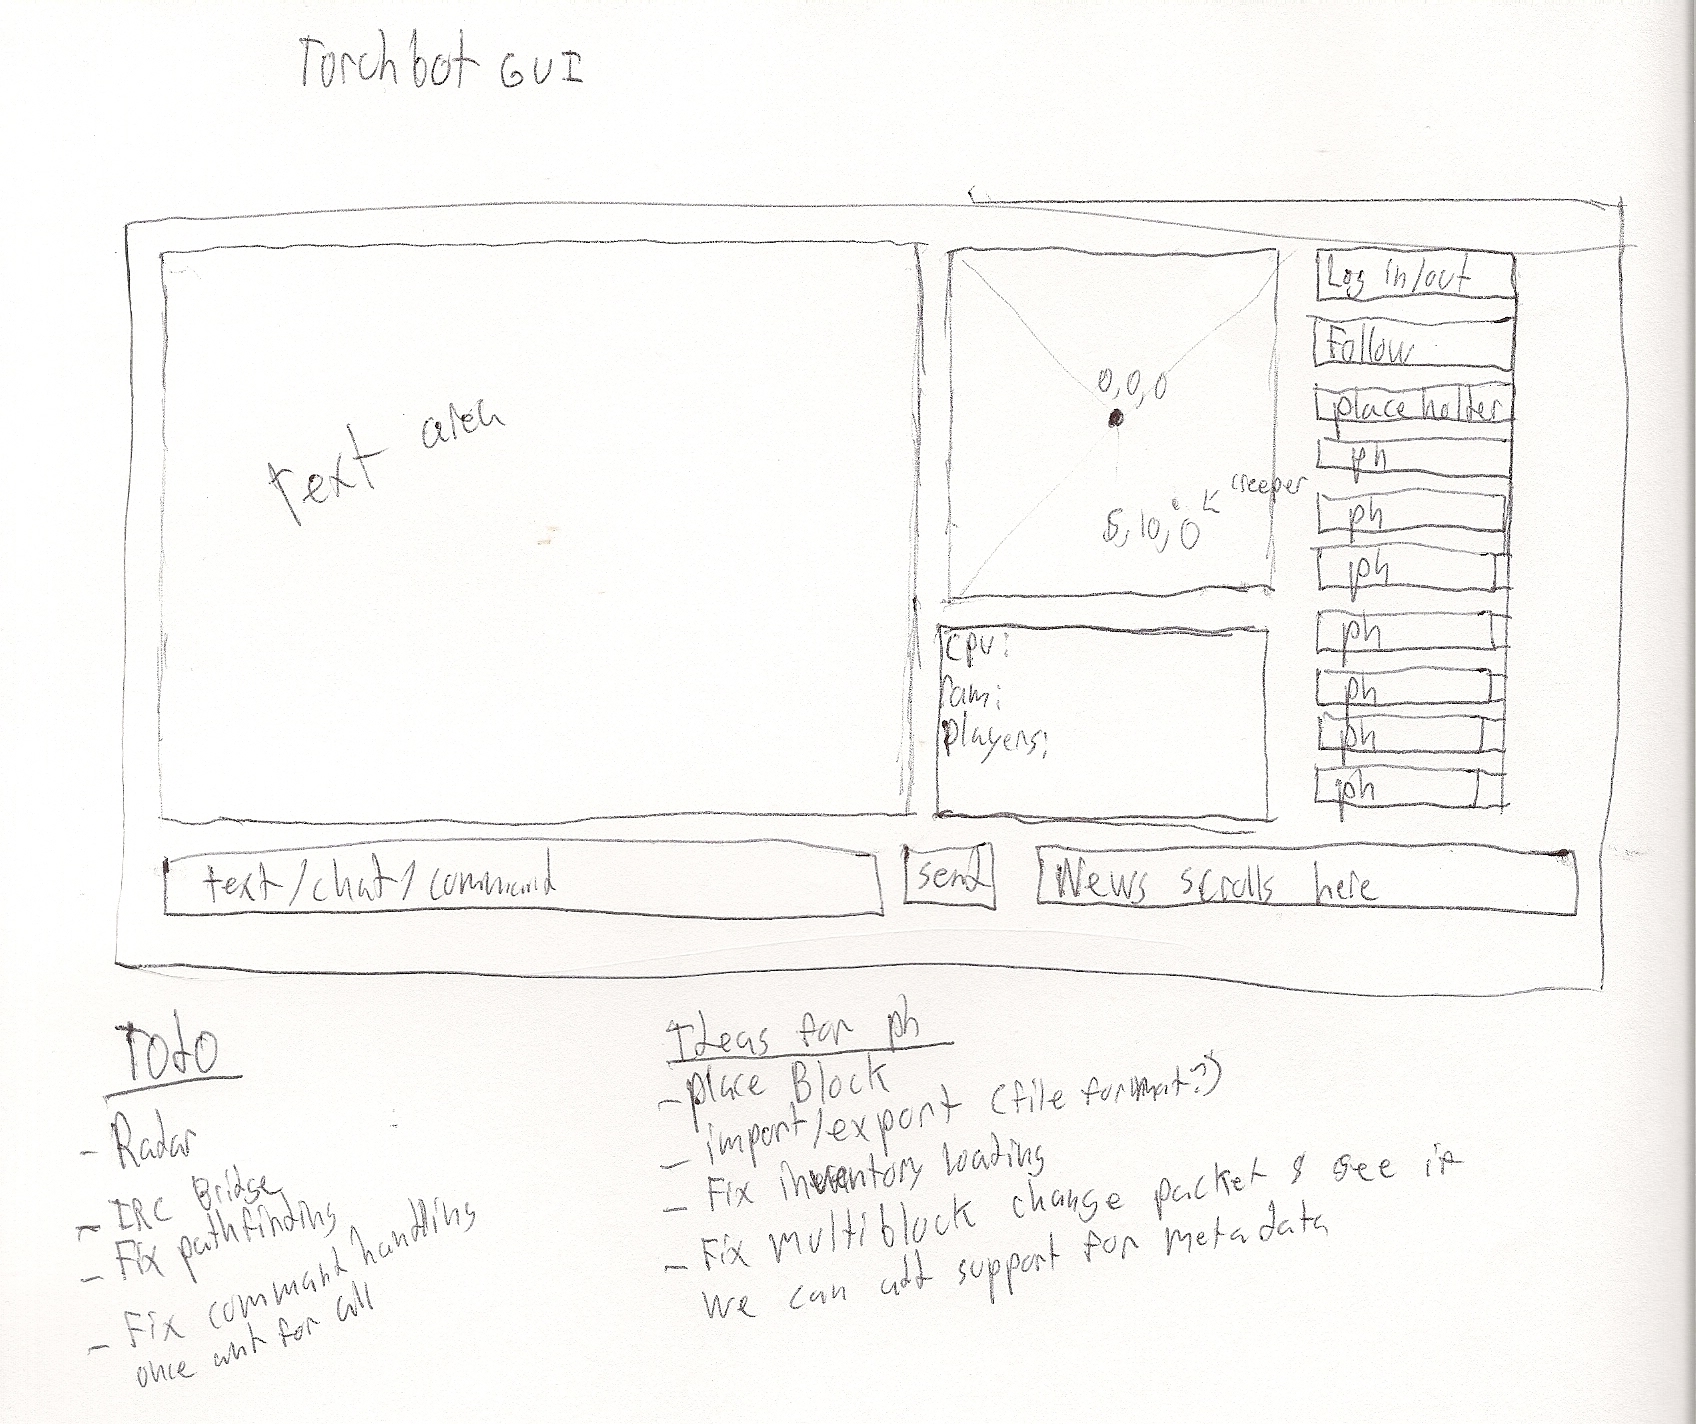 Torchbot GUI
text area
0,0,0
creeper
5,10,0
Log in/out
Follow
place holder
ph
ph
ph
ph
ph
ph
ph
cpu:
ram:
players:
text/chat/command
send
News scrolls here
Todo
- Radar
- IRC Bridge
- Fix pathfinding
- Fix command handling
once and for all
Ideas for ph
- place Block
- import/export (file format?)
- Fix inventory loading
- Fix multiblock change packet & see if
we can add support for metadata